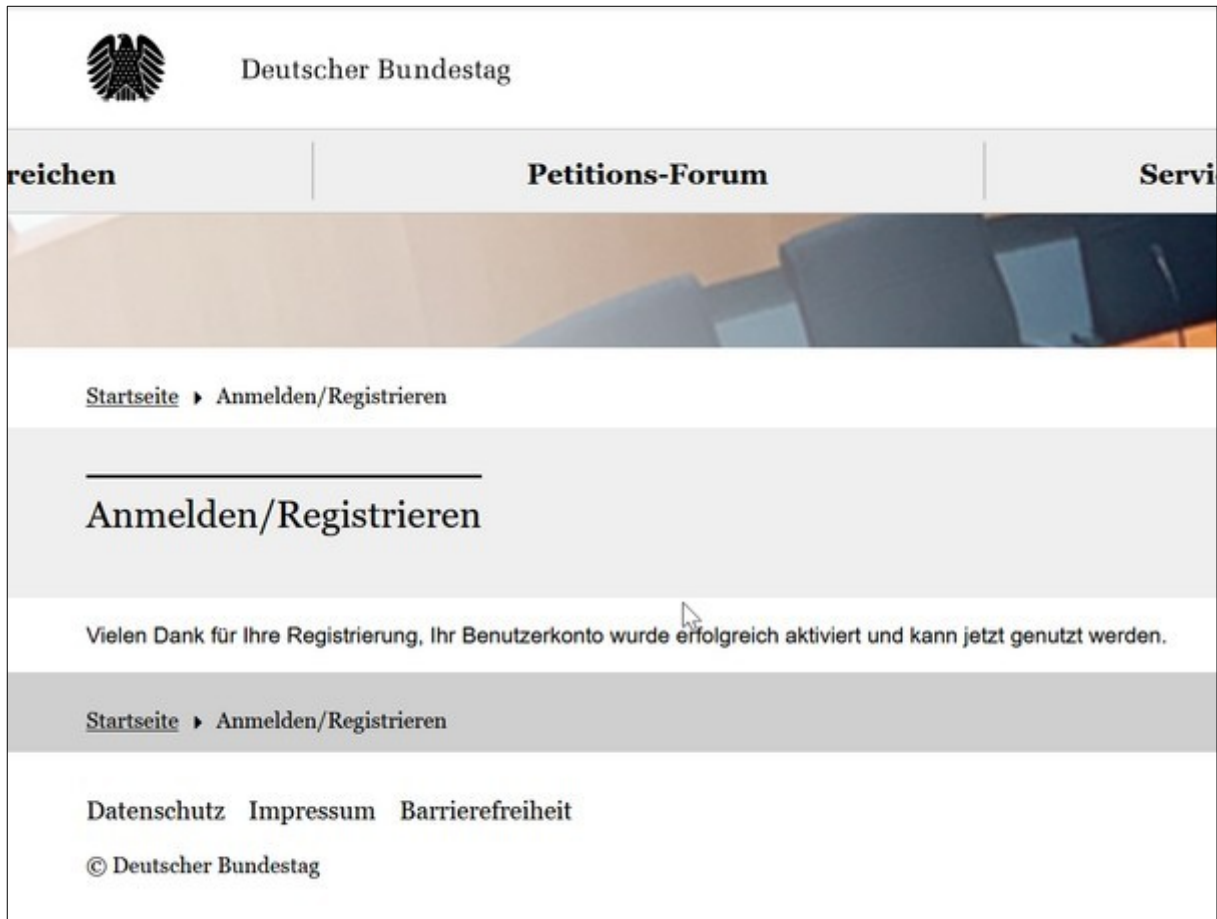 Deutscher Bundestag
reichen Petitions-Forum Servi
Startseite Anmelden/Registrieren
Anmelden/Registrieren
Vielen Dank für Ihre Registrierung, Ihr Benutzerkonto wurde erfolgreich aktiviert und kann jetzt genutzt werden.
Startseite Anmelden/Registrieren
Datenschutz Impressum Barrierefreiheit
© Deutscher Bundestag